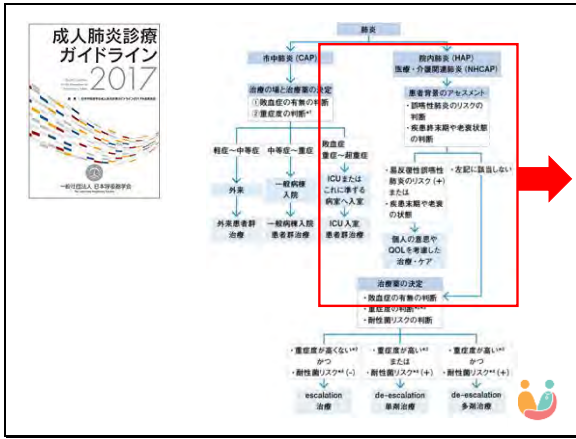 成人肺炎診療
ガイドライン
2017
一般社団法人 日本呼吸器学会
肺炎
市中肺炎(CAP)
治療の場と治療薬の決定
①敗血症の有無の判断
②重症度の判断*¹
軽症〜中等症
外来
外来患者群
治療
中等症〜重症
一般病棟
入院
一般病棟入院
患者群治療
敗血症
重症〜超重症
ICUまたは
これに準ずる
病室へ入室
ICU入室
患者群治療
院内肺炎(HAP)
医療・介護関連肺炎(NHCAP)
患者背景のアセスメント
・誤嚥性肺炎のリスクの
判断
・疾患終末期や老衰状態
の判断
・易反復性誤嚥性
肺炎のリスク(+)
または
・疾患末期や老衰
の状態
・左記に該当しない
個人の意思や
QOLを考慮した
治療・ケア
治療薬の決定
・敗血症の有無の判断
・重症度の判断
・耐性菌リスクの判断
・重症度が高くない*³
かつ
・耐性菌リスク*⁴(-)
escalation
治療
・重症度が高い*³
または
・耐性菌リスク*⁴(+)
de-escalation
単剤治療
・重症度が高い*³
かつ
・耐性菌リスク*⁴(+)
de-escalation
多剤治療